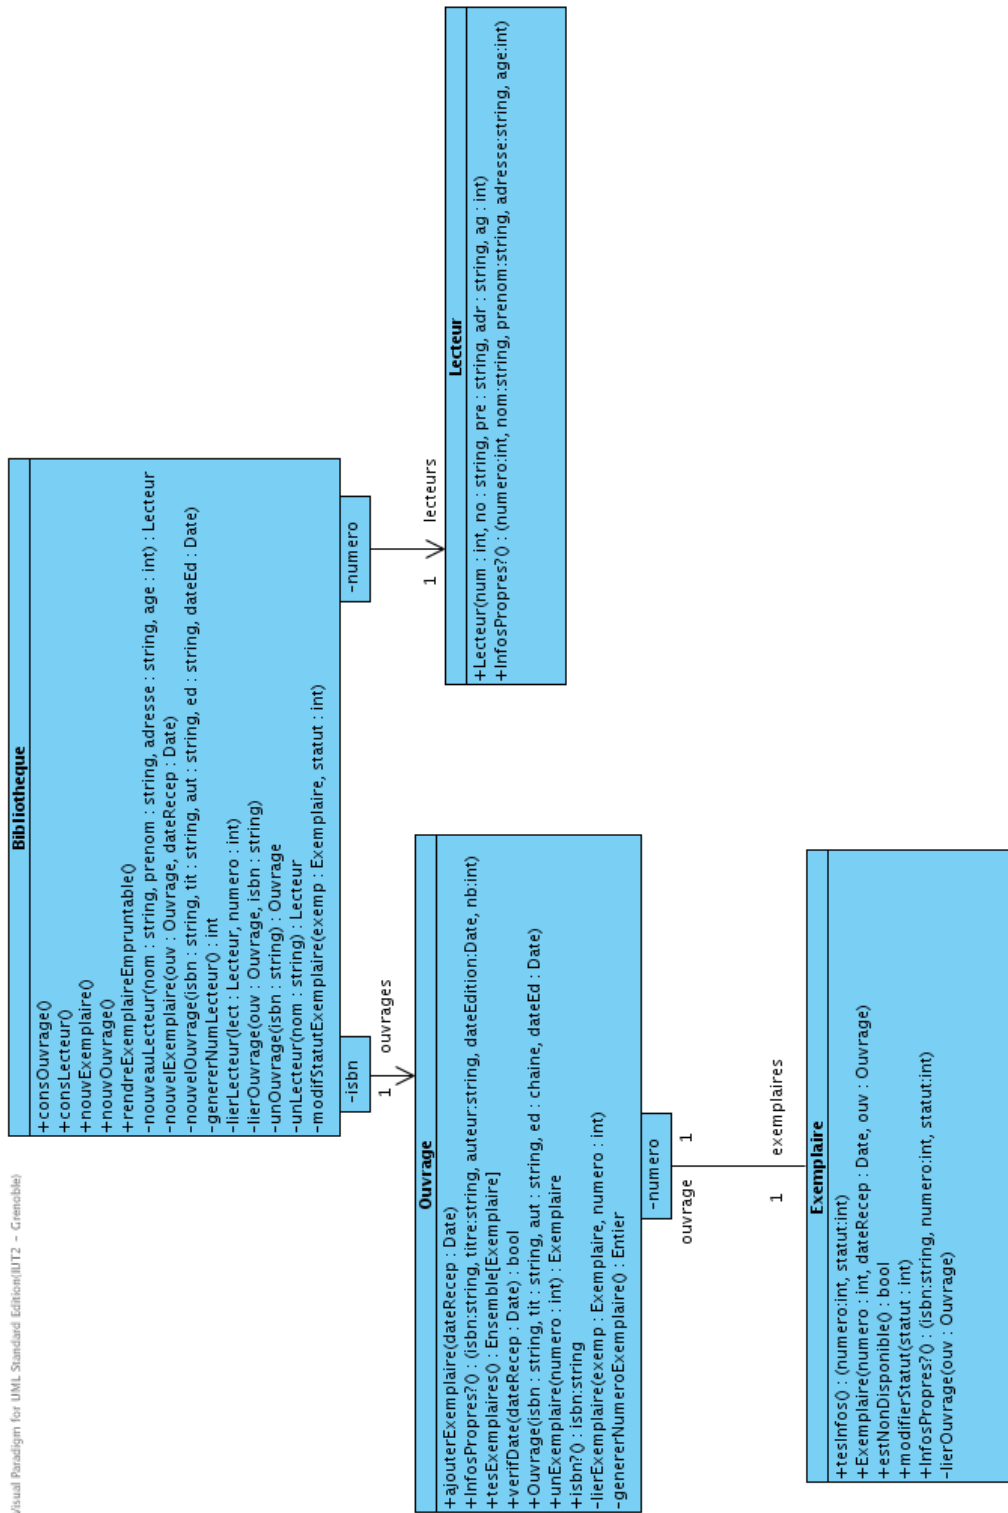 Visual Paradigm for UML Standard Edition(IUT2 - Grenoble)
Bibliotheque
+consOuvrage()
+consLecteur()
+nouvExemplaire()
+nouvOuvrage()
+rendreExemplaireEmpruntable()
-nouveauLecteur(nom : string, prenom : string, adresse : string, age : int) : Lecteur
-nouvelExemplaire(ouv : Ouvrage, dateRecep : Date)
-nouvelOuvrage(isbn : string, tit : string, aut : string, ed : string, dateEd : Date)
-genererNumLecteur() : int
-lierLecteur(lect : Lecteur, numero : int)
-lierOuvrage(ouv : Ouvrage, isbn : string)
-unOuvrage(isbn : string) : Ouvrage
-unLecteur(nom : string) : Lecteur
-modifStatutExemplaire(exemp : Exemplaire, statut : int)
-isbn
-numero
1 ouvrages
1 lecteurs
Ouvrage
+ajouterExemplaire(dateRecep : Date)
+InfosPropres?() : (isbn:string, titre:string, auteur:string, dateEdition:Date, nb:int)
+tesExemplaires() : Ensemble[Exemplaire]
+verifDate(dateRecep : Date) : bool
+Ouvrage(isbn : string, tit : string, aut : string, ed : chaine, dateEd : Date)
+unExemplaire(numero : int) : Exemplaire
+isbn?() : isbn:string
-lierExemplaire(exemp : Exemplaire, numero : int)
-genererNumeroExemplaire() : Entier
Lecteur
+Lecteur(num : int, no : string, pre : string, adr : string, ag : int)
+InfosPropres?() : (numero:int, nom:string, prenom:string, adresse:string, age:int)
-numero
ouvrage 1
1 exemplaires
Exemplaire
+tesInfos() : (numero:int, statut:int)
+Exemplaire(numero : int, dateRecep : Date, ouv : Ouvrage)
+estNonDisponible() : bool
+modifierStatut(statut : int)
+InfosPropres?() : (isbn:string, numero:int, statut:int)
-lierOuvrage(ouv : Ouvrage)